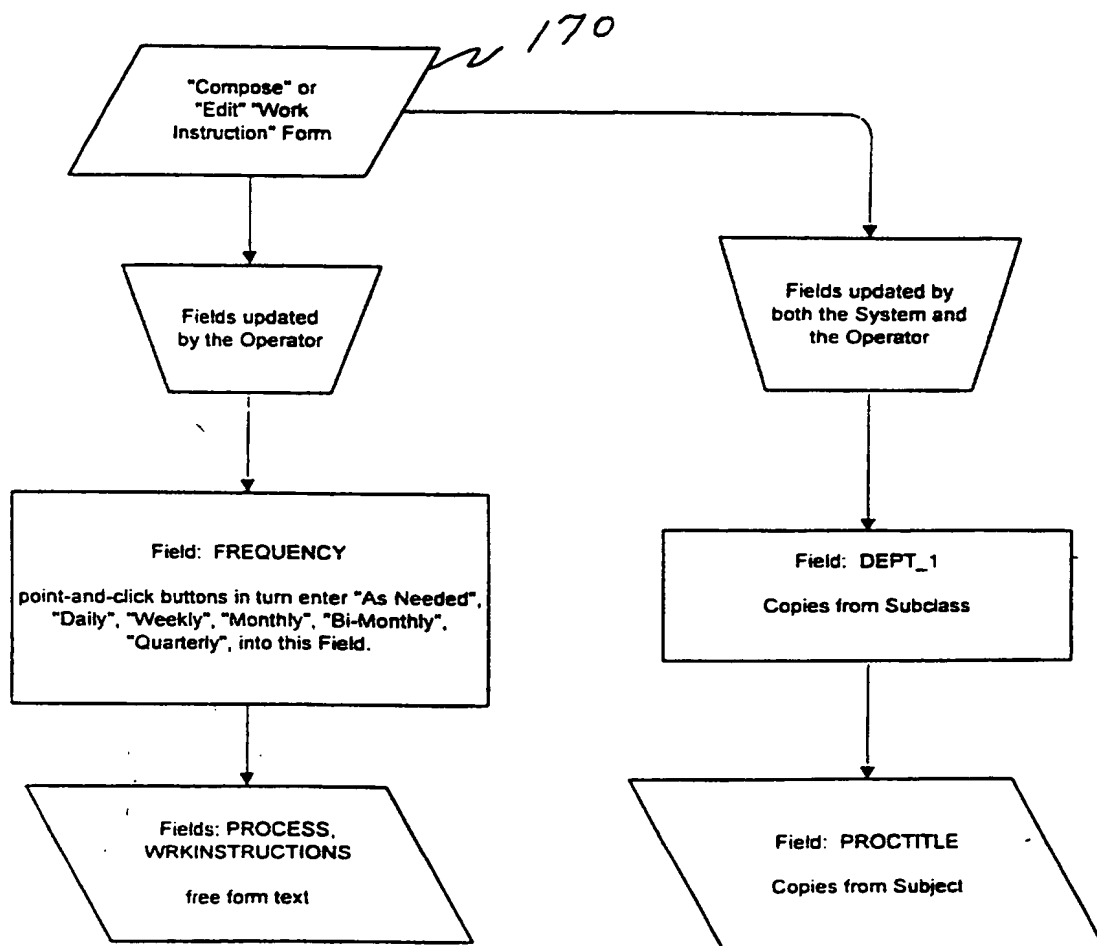 170
"Compose" or
"Edit" "Work
Instruction" Form
Fields updated
by the Operator
Fields updated by
both the System and
the Operator
Field: FREQUENCY
point-and-click buttons in turn enter "As Needed",
"Daily", "Weekly", "Monthly", "Bi-Monthly",
"Quarterly", into this Field.
Field: DEPT_1
Copies from Subclass
Fields: PROCESS,
WRKINSTRUCTIONS
free form text
Field: PROCTITLE
Copies from Subject